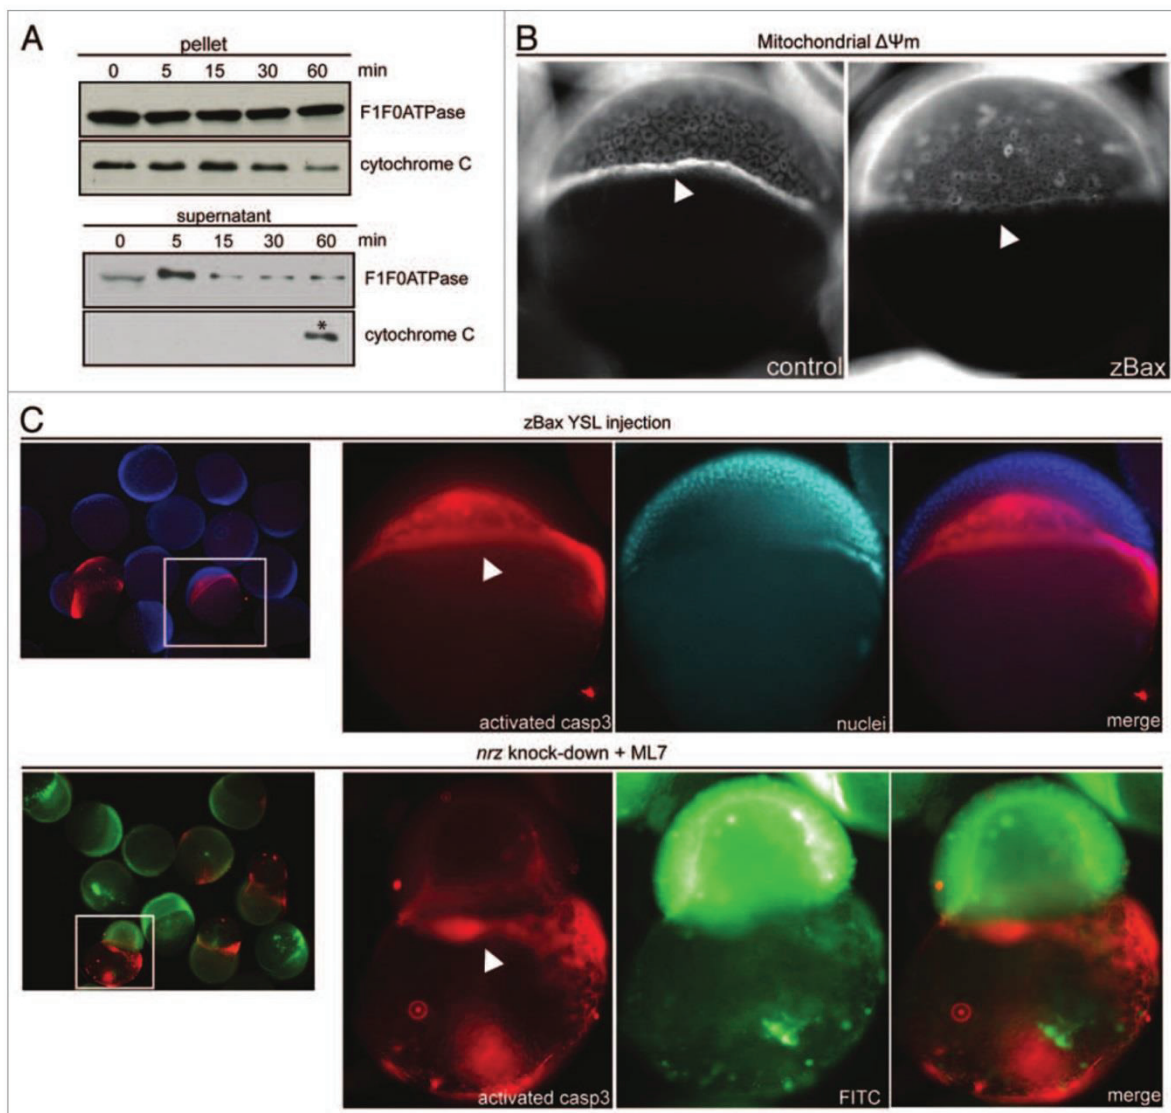 A
pellet
0 5 15 30 60 min
F1F0ATPase
cytochrome C
supernatant
0 5 15 30 60 min
F1F0ATPase
*
cytochrome C
B
Mitochondrial ΔΨm
control
zBax
C
zBax YSL injection
activated casp3
nuclei
merge
nrz knock-down + ML7
activated casp3
FITC
merge